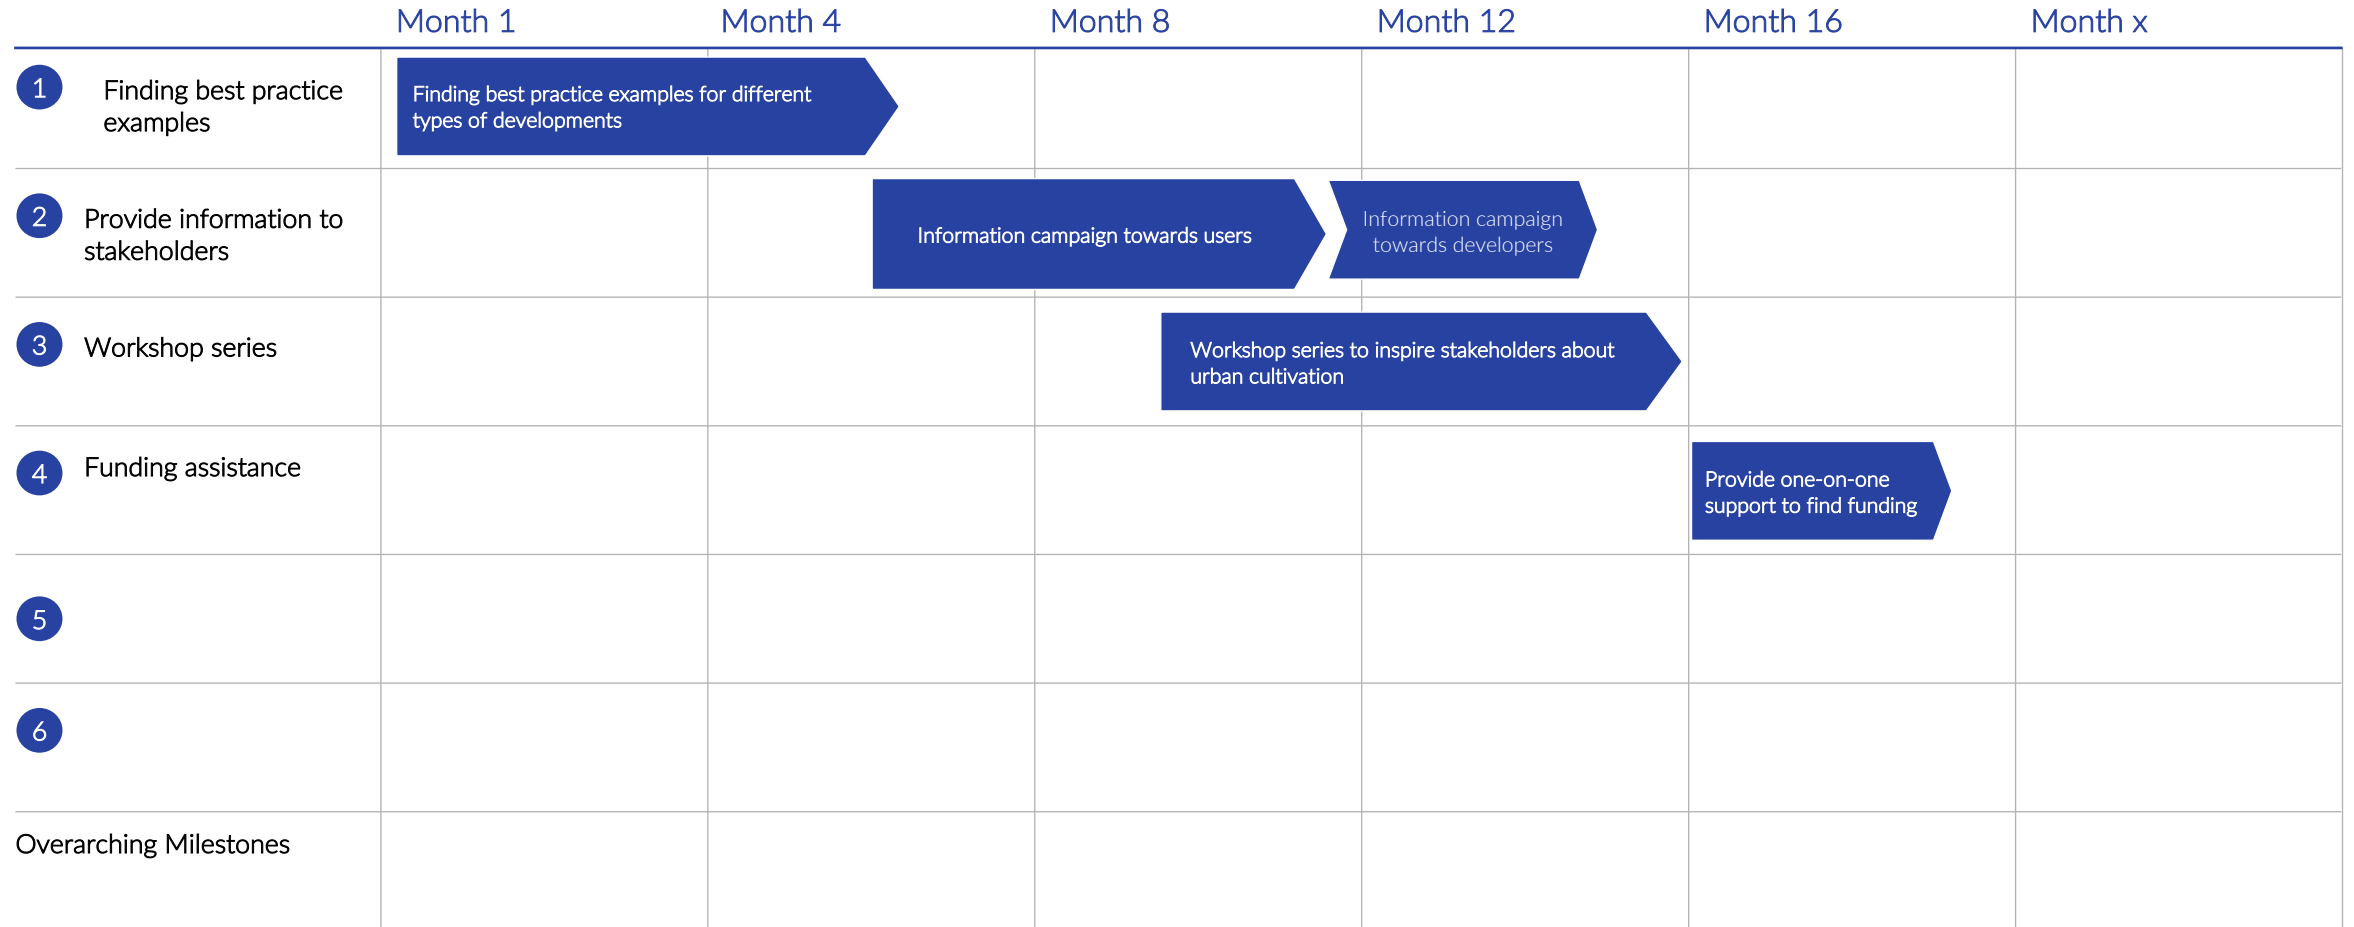 Month 1
Month 4
Month 8
Month 12
Month 16
Month x
1
Finding best practice
examples
Finding best practice examples for different
types of developments
2
Provide information to
stakeholders
Information campaign towards users
Information campaign
towards developers
3
Workshop series
Workshop series to inspire stakeholders about
urban cultivation
4
Funding assistance
Provide one-on-one
support to find funding
5
6
Overarching Milestones